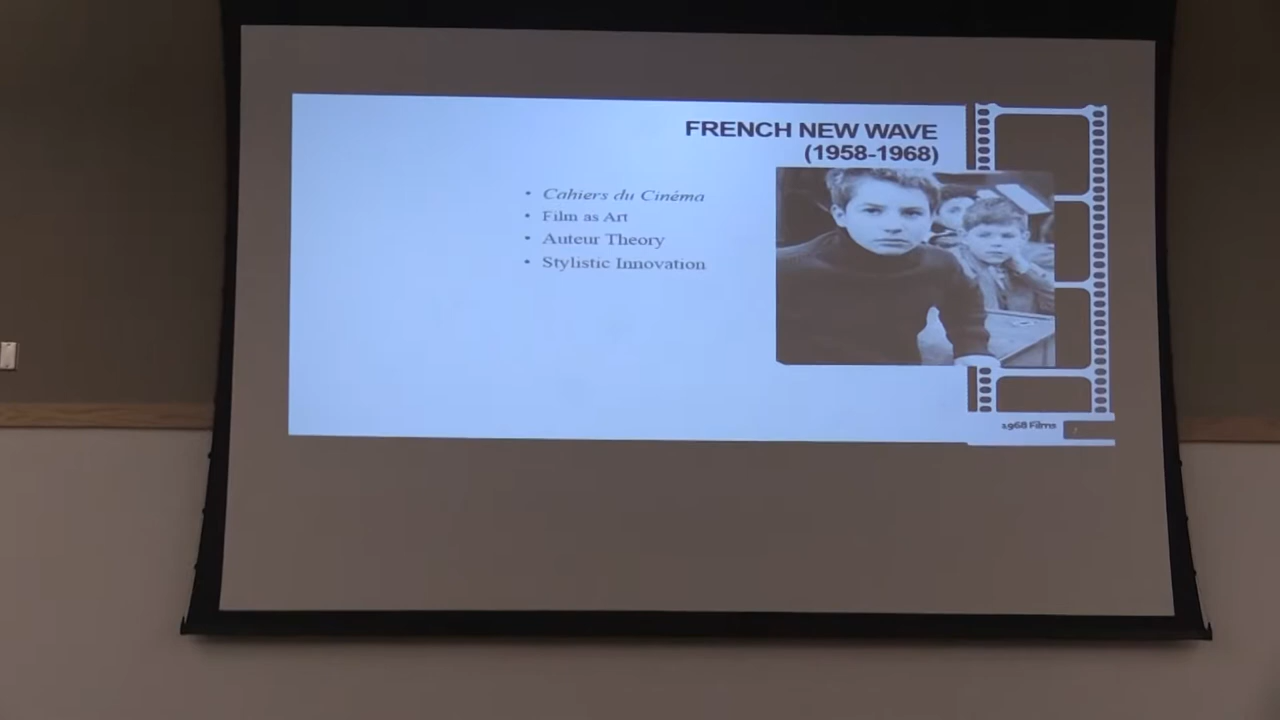 FRENCH NEW WAVE
(1958-1968)
• Cahiers du Cinéma
• Film as Art
• Auteur Theory
• Stylistic Innovation
1968 Films